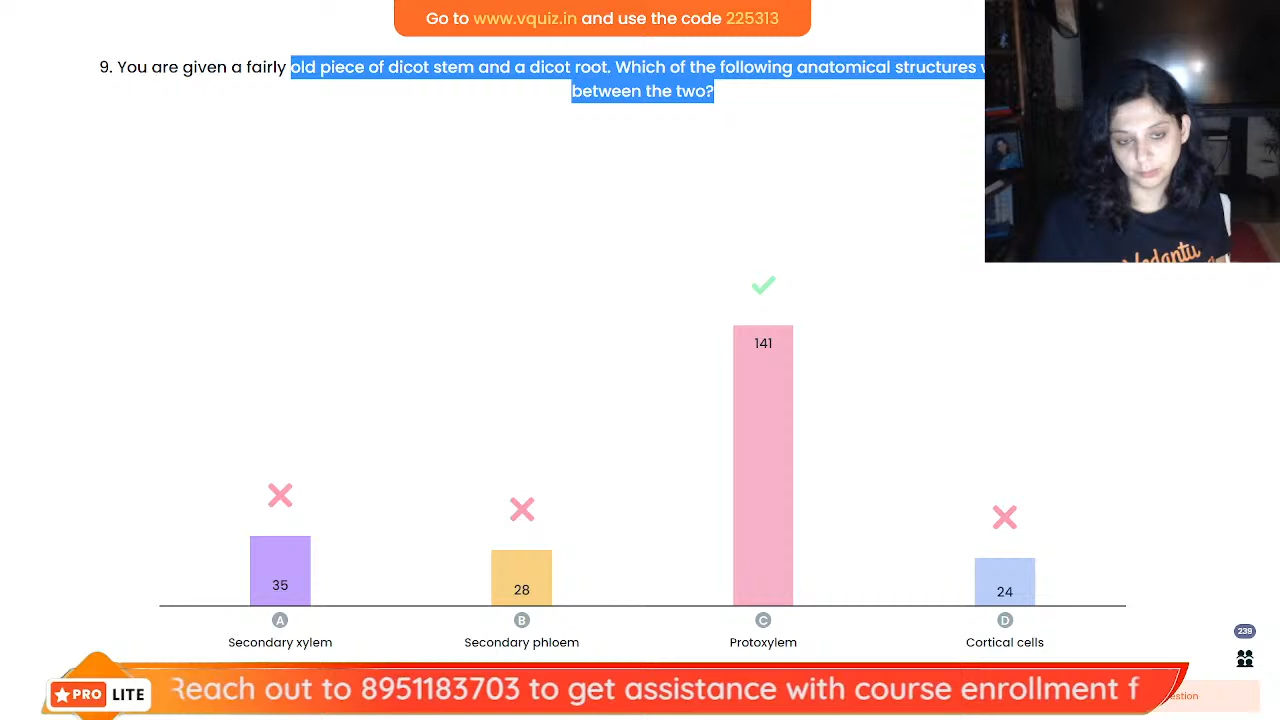 Go to www.vquiz.in and use the code 225313
9. You are given a fairly old piece of dicot stem and a dicot root. Which of the following anatomical structures
between the two?
Vedantu
141
35
28
24
A
B
C
D
Secondary xylem
Secondary phloem
Protoxylem
Cortical cells
239
PRO LITE
Reach out to 8951183703 to get assistance with course enrollment f